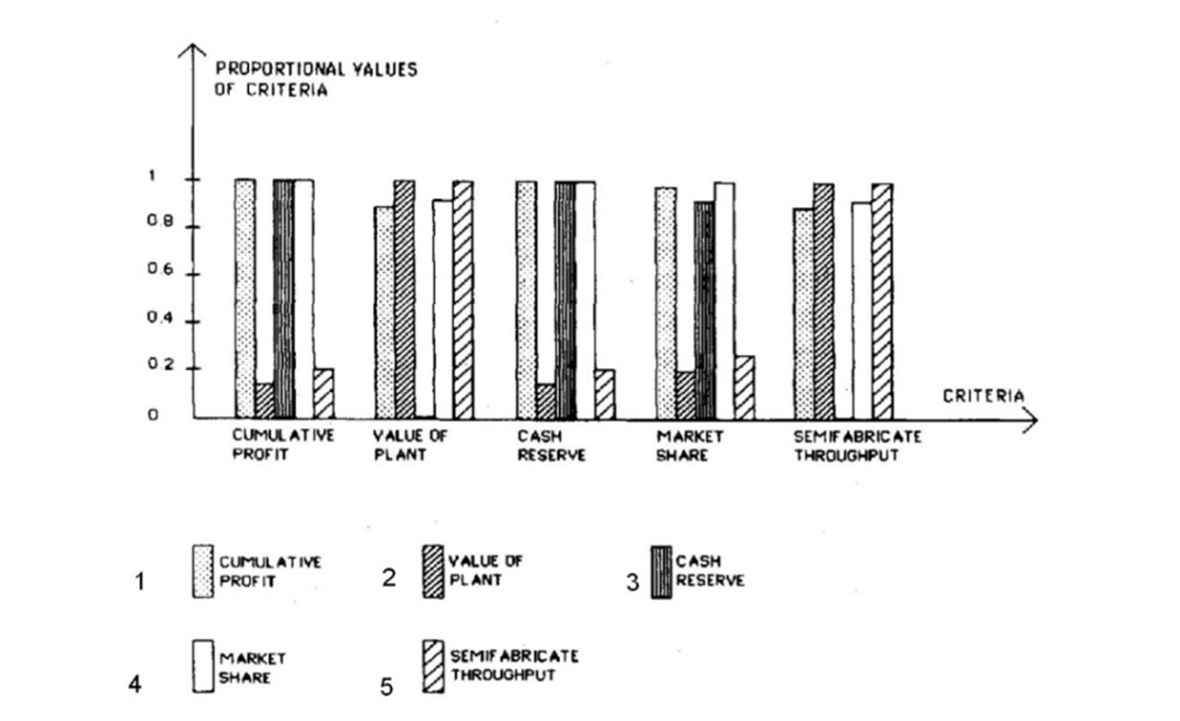 PROPORTIONAL VALUES
OF CRITERIA
1
0.8
0.6
0.4
0.2
0
CRITERIA
CUMULATIVE
PROFIT
VALUE OF
PLANT
CASH
RESERVE
MARKET
SHARE
SEMIFABRICATE
THROUGHPUT
1
CUMULATIVE
PROFIT
2
VALUE OF
PLANT
3
CASH
RESERVE
4
MARKET
SHARE
5
SEMIFABRICATE
THROUGHPUT